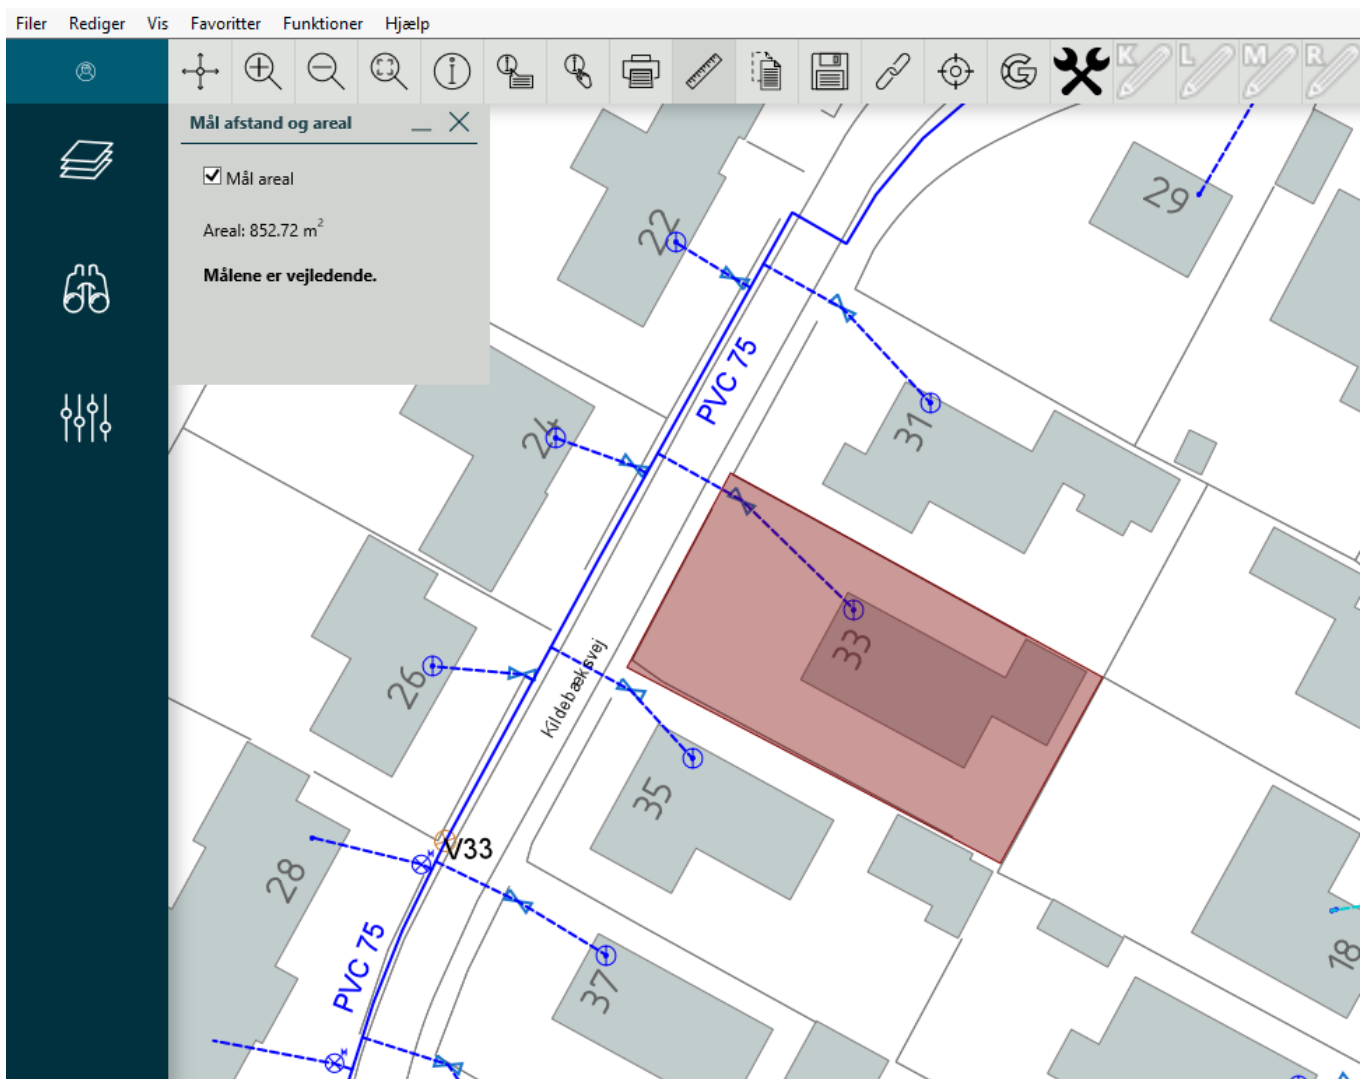 Filer Rediger Vis Favoritter Funktioner Hjælp
K L M R
Mål afstand og areal
Mål areal
Areal: 852.72 m²
Målene er vejledende.
29
22
PVC 75
31
24
33
Kildebæksvej
26
35
V33
28
18
PVC 75
37